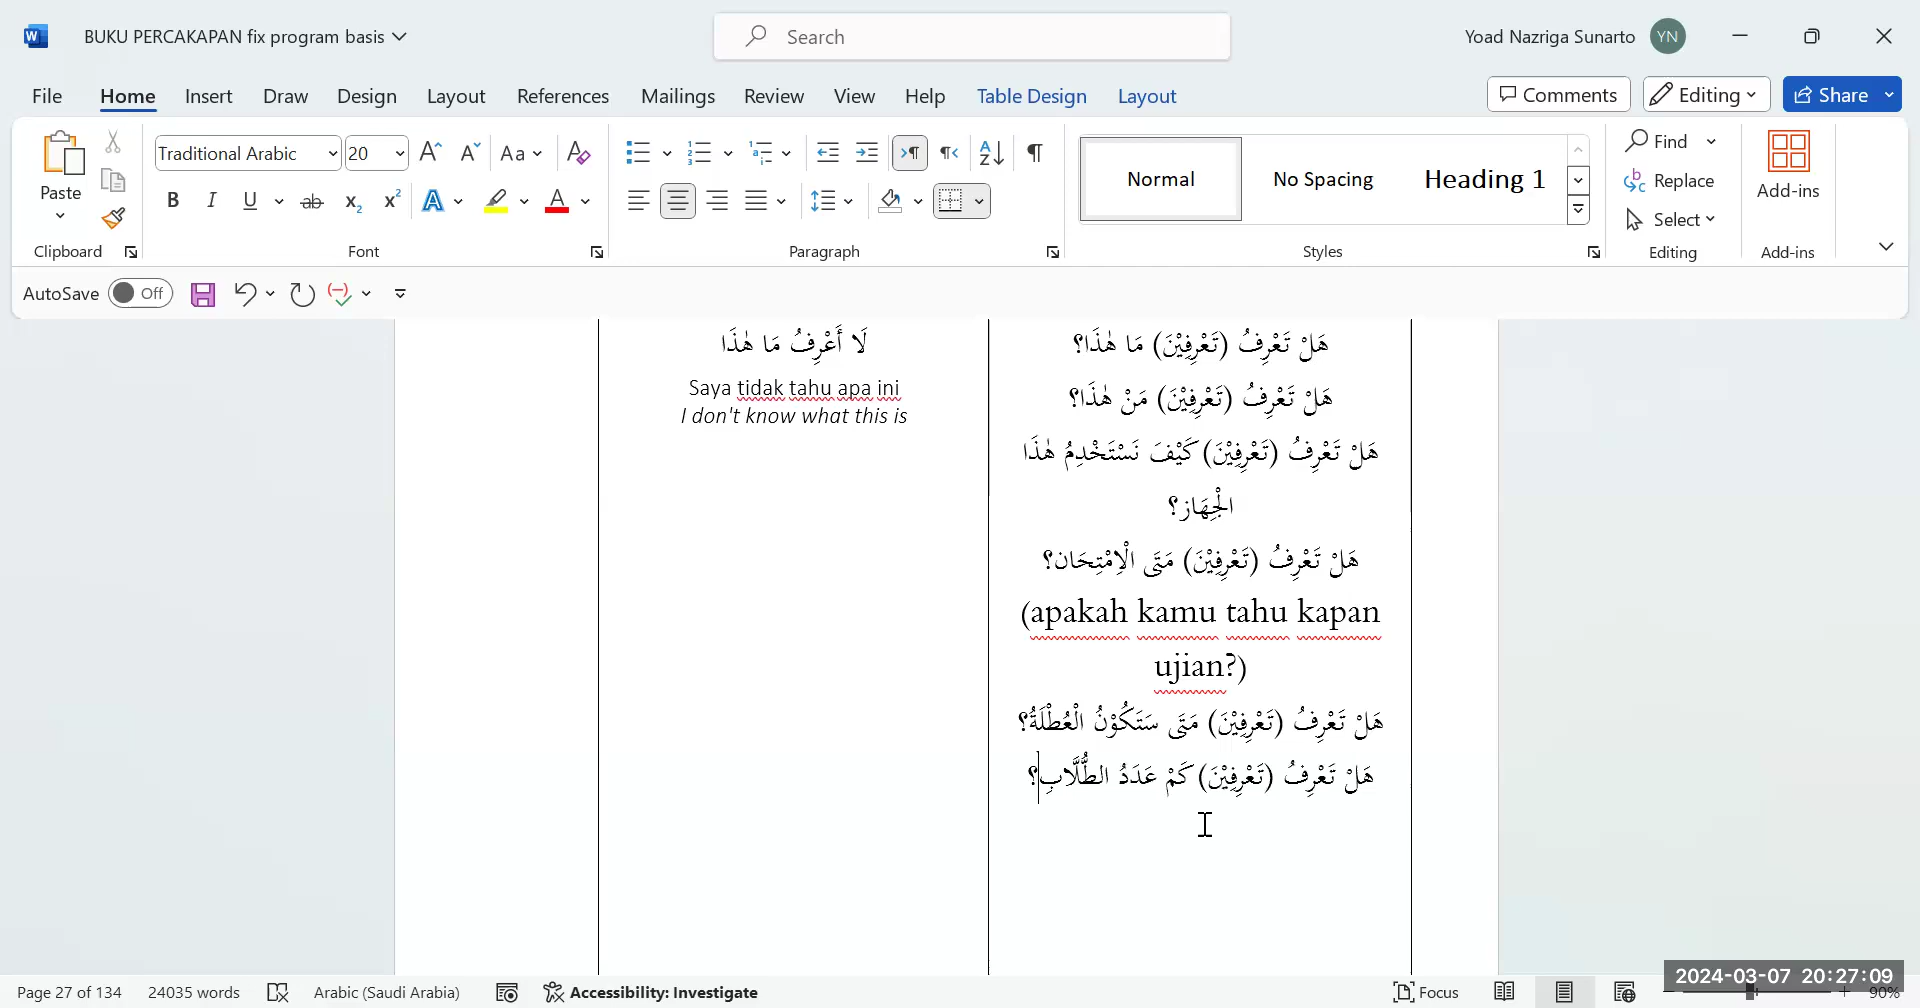 BUKU PERCAKAPAN fix program basis
Search
Yoad Nazriga Sunarto
YN
File
Home
Insert
Draw
Design
Layout
References
Mailings
Review
View
Help
Table Design
Layout
Comments
Editing
Share
Paste
Clipboard
Traditional Arabic
20
Font
Paragraph
Normal
No Spacing
Heading 1
Styles
Find
Replace
Select
Editing
Add-ins
Add-ins
AutoSave Off
هَلْ تَعْرِفُ (تَعْرِفِيْنَ) مَا هٰذَا؟
هَلْ تَعْرِفُ (تَعْرِفِيْنَ) مَنْ هٰذَا؟
هَلْ تَعْرِفُ (تَعْرِفِيْنَ) كَيْفَ نَسْتَخْدِمُ هٰذَا
الْجِهَاز؟
هَلْ تَعْرِفُ (تَعْرِفِيْنَ) مَتَى الْاِمْتِحَان؟
(apakah kamu tahu kapan
ujian?)
هَلْ تَعْرِفُ (تَعْرِفِيْنَ) مَتَى سَتَكُوْنُ الْعُطْلَةُ؟
هَلْ تَعْرِفُ (تَعْرِفِيْنَ) كَمْ عَدَدُ الطُّلَّابِ؟
لَا أَعْرِفُ مَا هٰذَا
Saya tidak tahu apa ini
I don't know what this is
Page 27 of 134
24035 words
Arabic (Saudi Arabia)
Accessibility: Investigate
Focus
90%
2024-03-07 20:27:09